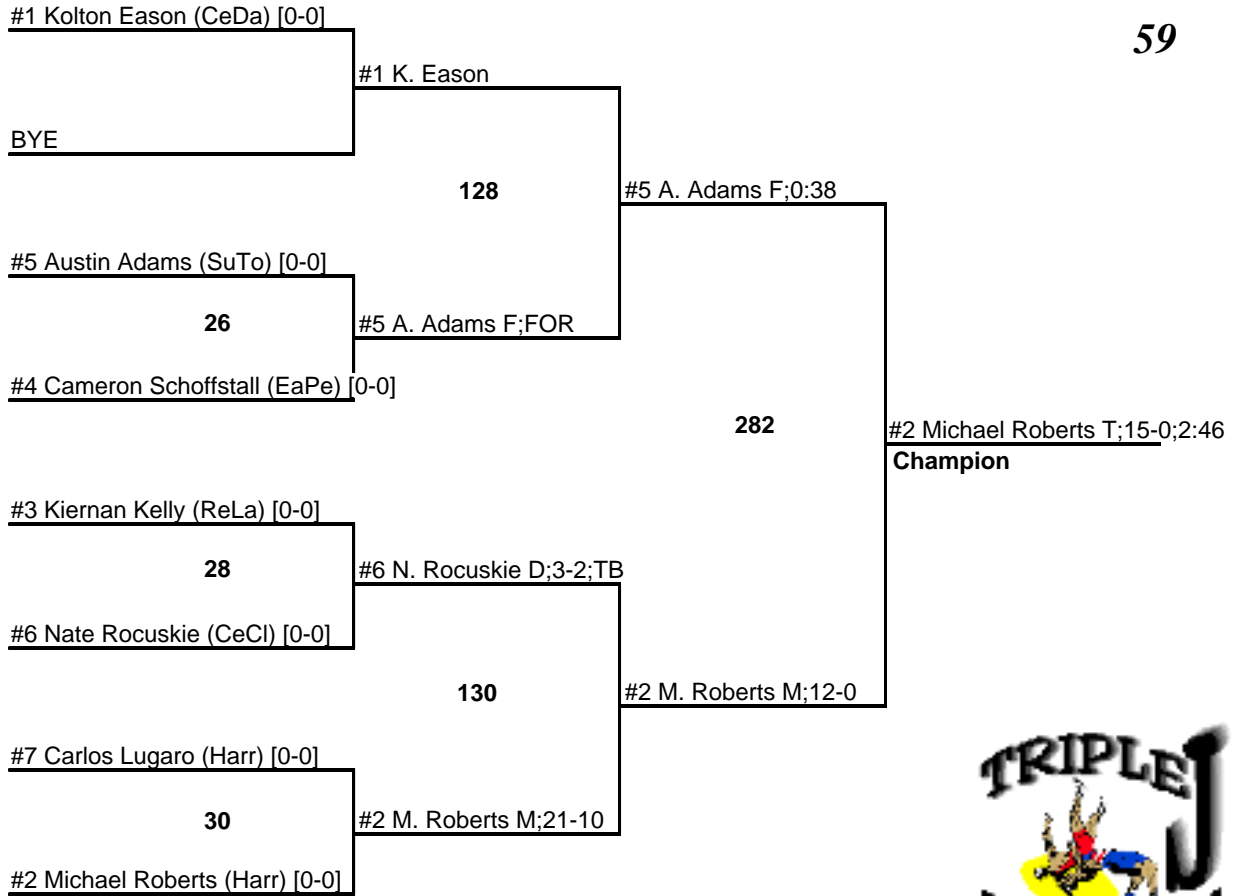 #1 Kolton Eason (CeDa) [0-0]
59
#1 K. Eason
BYE
128
#5 A. Adams F;0:38
#5 Austin Adams (SuTo) [0-0]
26
#5 A. Adams F;FOR
#4 Cameron Schoffstall (EaPe) [0-0]
282
#2 Michael Roberts T;15-0;2:46
Champion
#3 Kiernan Kelly (ReLa) [0-0]
28
#6 N. Rocuskie D;3-2;TB
#6 Nate Rocuskie (CeCl) [0-0]
130
#2 M. Roberts M;12-0
#7 Carlos Lugaro (Harr) [0-0]
30
#2 M. Roberts M;21-10
#2 Michael Roberts (Harr) [0-0]
TRIPLE J